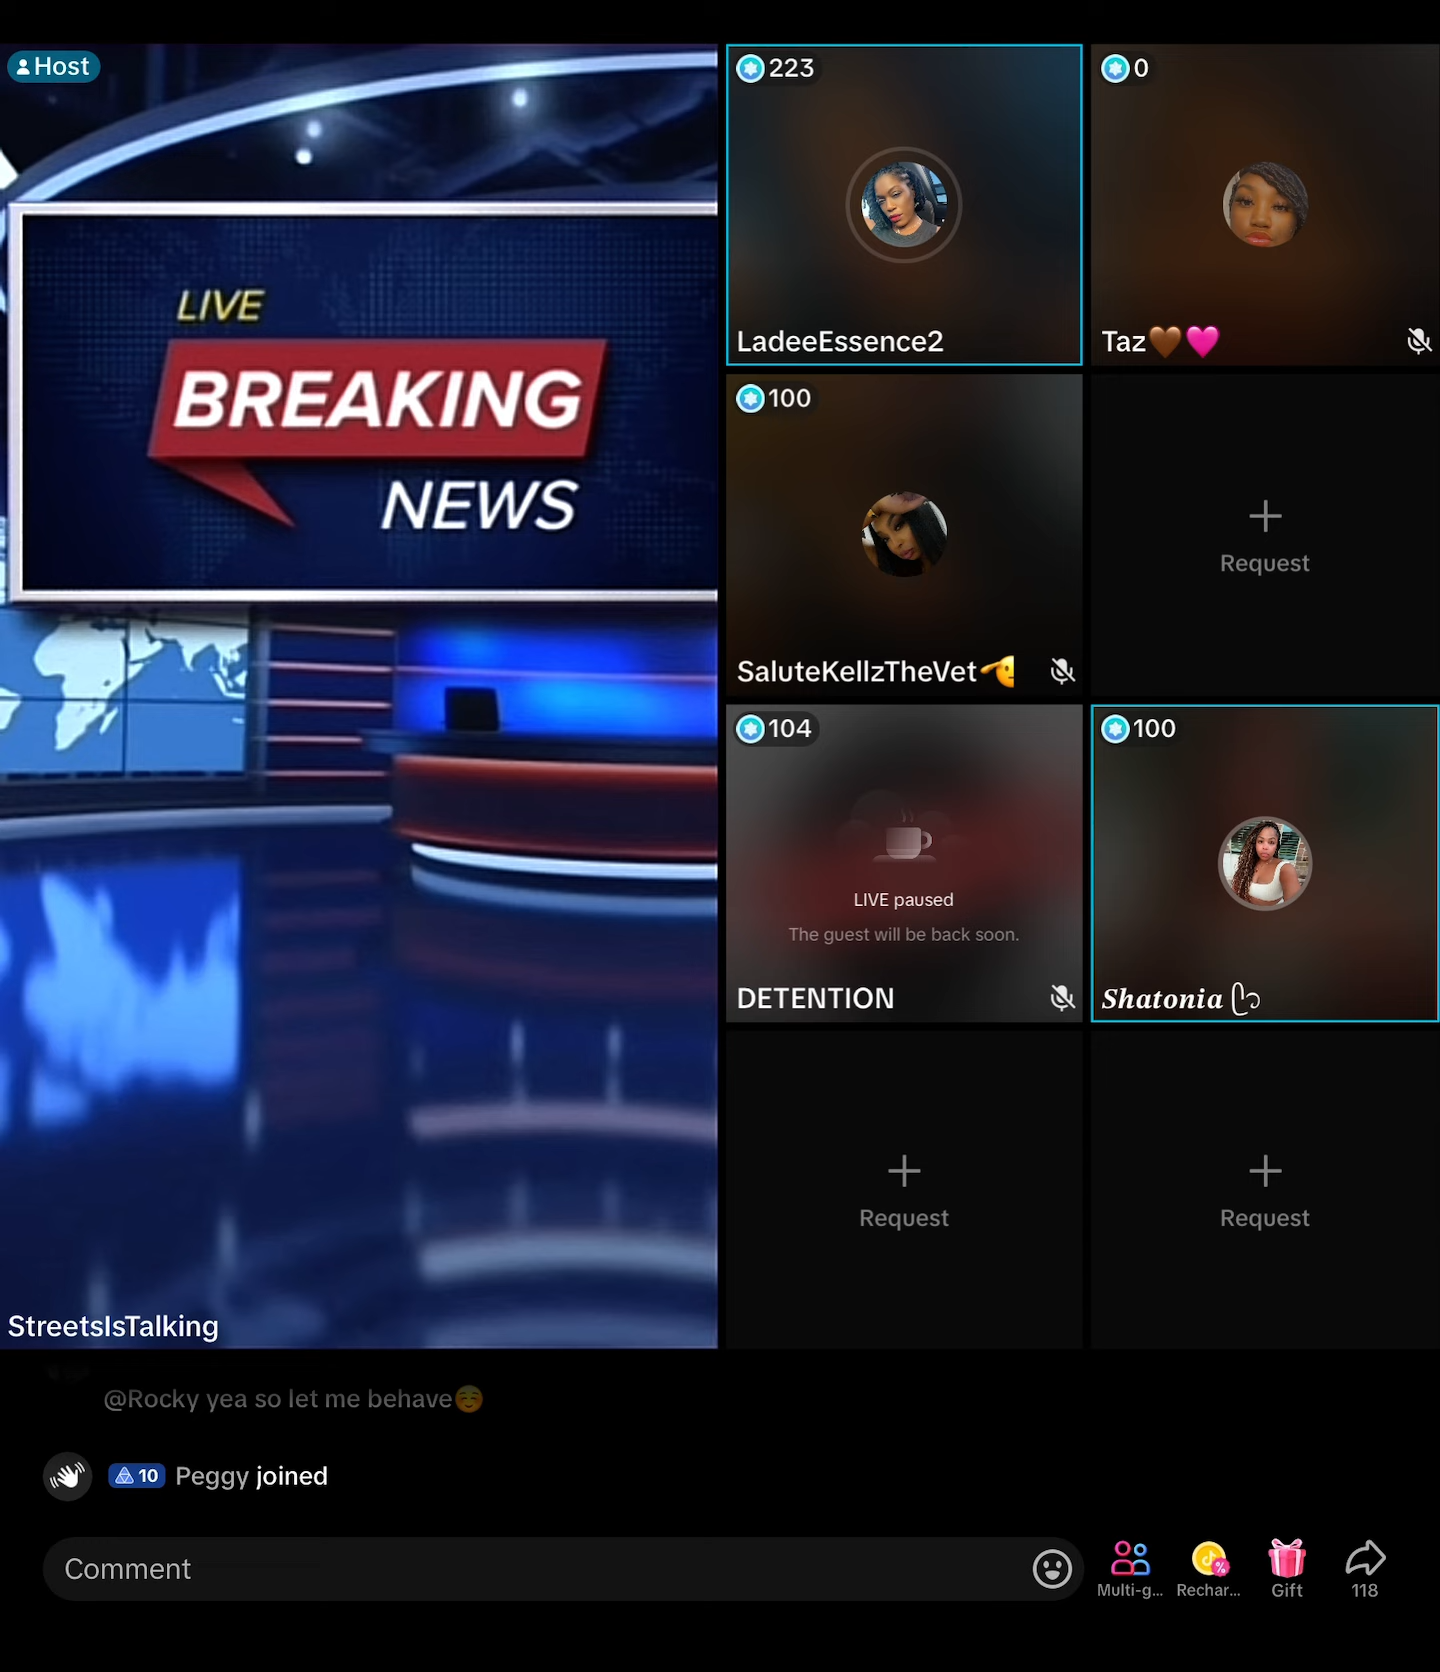 Host
LIVE
BREAKING
NEWS
StreetsIsTalking
223
LadeeEssence2
0
Taz🤎🩷
100
SaluteKellzTheVet🫡
Request
104
LIVE paused
The guest will be back soon.
DETENTION
100
Shatonia
Request
Request
@Rocky yea so let me behave☺️
10 Peggy joined
Comment
Multi-g...
Rechar...
Gift
118